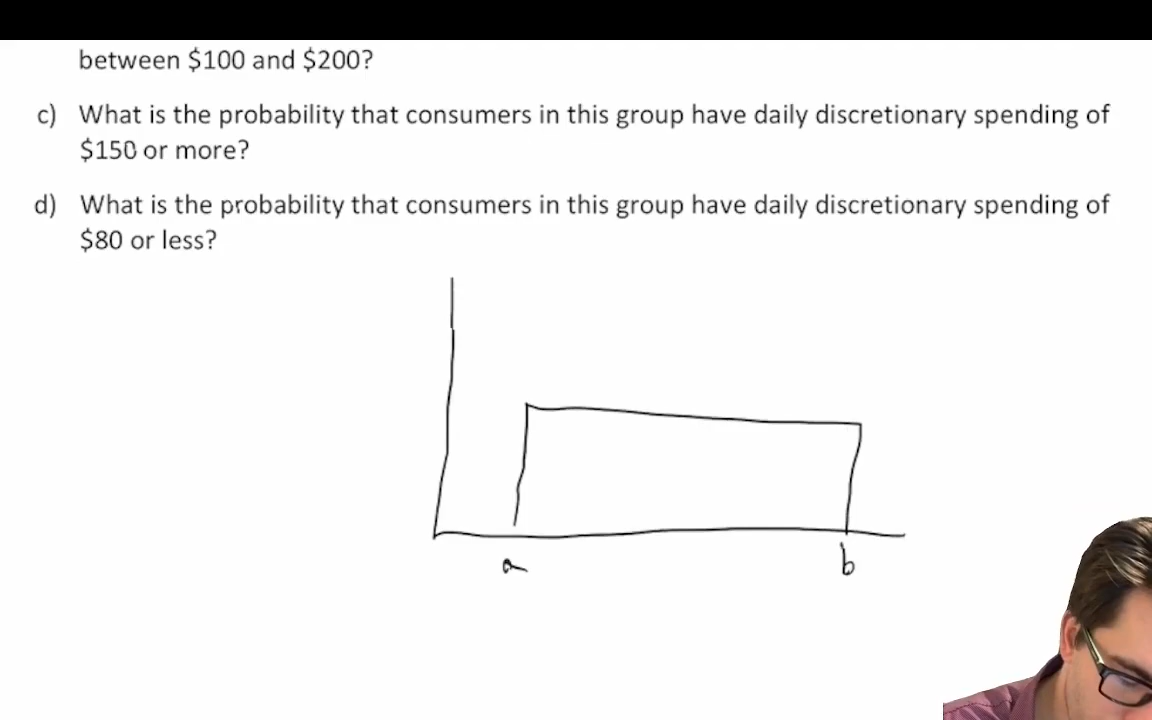 between $100 and $200?
c) What is the probability that consumers in this group have daily discretionary spending of
$150 or more?
d) What is the probability that consumers in this group have daily discretionary spending of
$80 or less?
a b